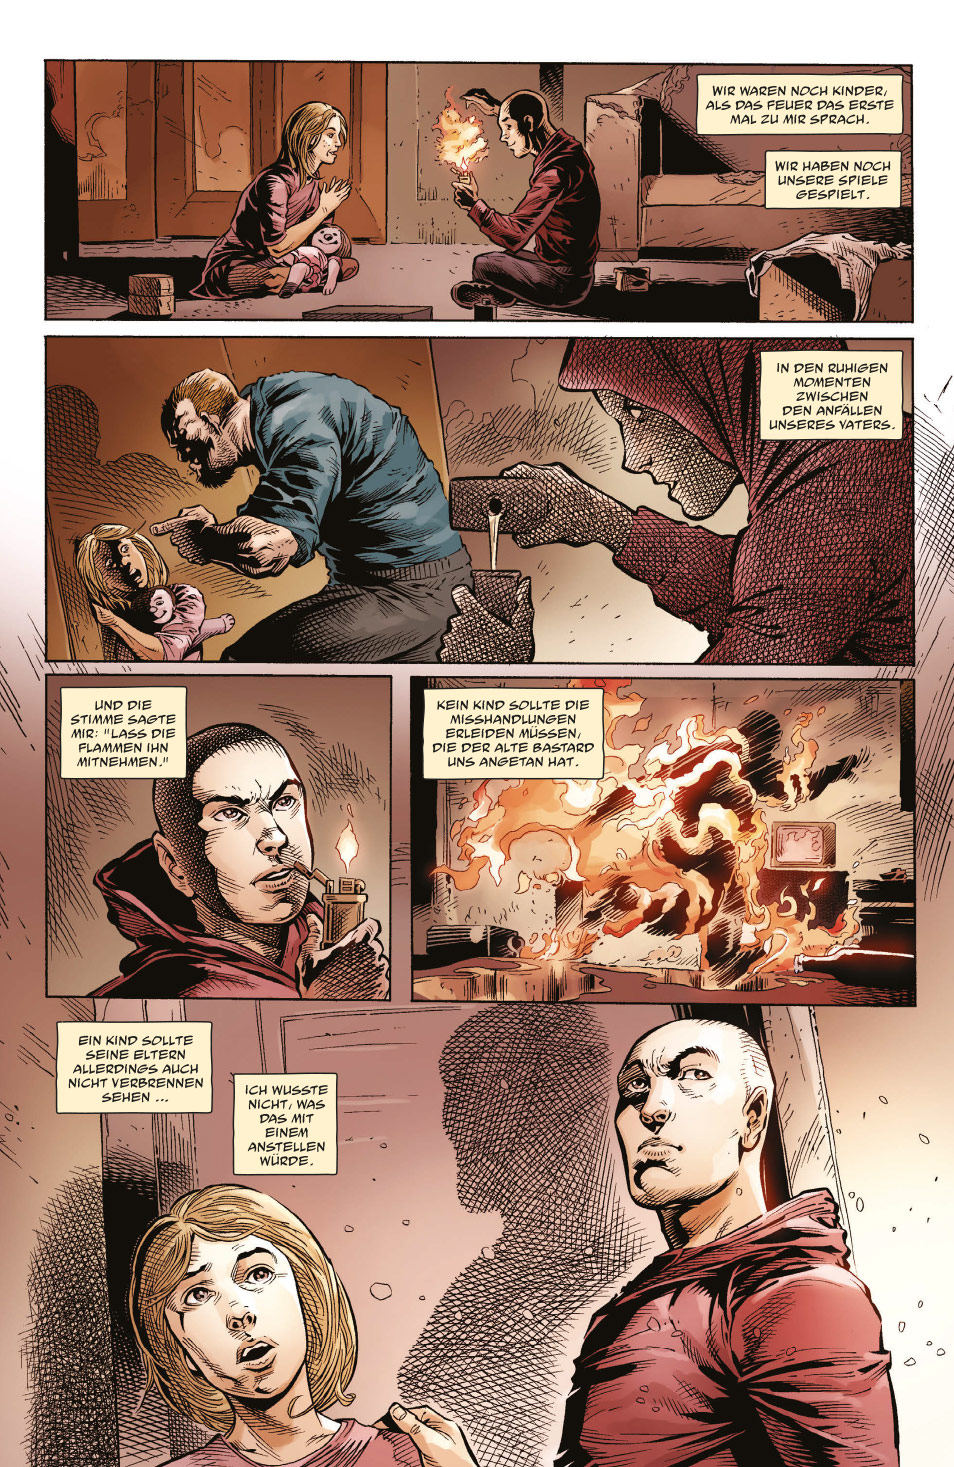 WIR WAREN NOCH KINDER,
ALS DAS FEUER DAS ERSTE
MAL ZU MIR SPRACH.
WIR HABEN NOCH
UNSERE SPIELE
GESPIELT.
IN DEN RUHIGEN
MOMENTEN
ZWISCHEN
DEN ANFÄLLEN
UNSERES VATERS.
UND DIE
STIMME SAGTE
MIR: "LASS DIE
FLAMMEN IHN
MITNEHMEN."
KEIN KIND SOLLTE DIE
MISSHANDLUNGEN
ERLEIDEN MÜSSEN,
DIE DER ALTE BASTARD
UNS ANGETAN HAT.
EIN KIND SOLLTE
SEINE ELTERN
ALLERDINGS AUCH
NICHT VERBRENNEN
SEHEN ...
ICH WUSSTE
NICHT, WAS
DAS MIT
EINEM
ANSTELLEN
WÜRDE.